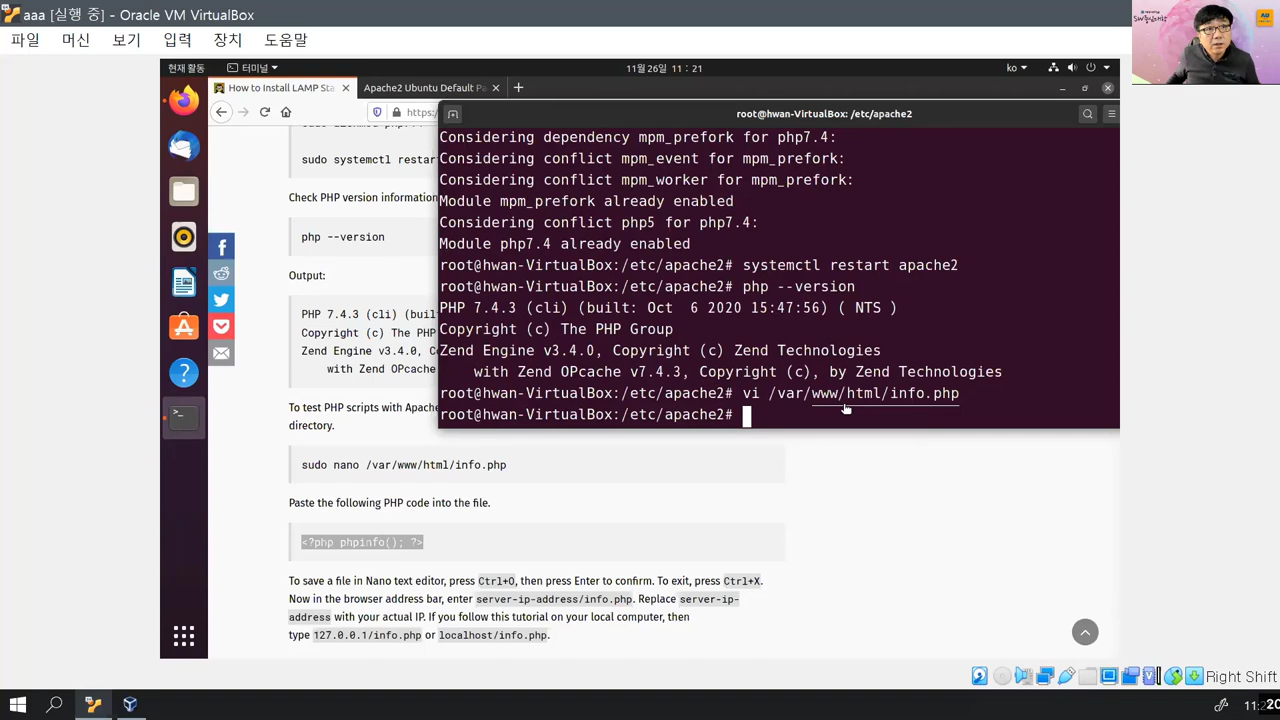 aaa [실행 중] - Oracle VM VirtualBox
파일 머신 보기 입력 장치 도움말
현재 활동 터미널 11월 26일 11 : 21 ko
How to Install LAMP Sta Apache2 Ubuntu Default Pa
https:
root@hwan-VirtualBox: /etc/apache2
Considering dependency mpm_prefork for php7.4:
Considering conflict mpm_event for mpm_prefork:
Considering conflict mpm_worker for mpm_prefork:
Module mpm_prefork already enabled
Considering conflict php5 for php7.4:
Module php7.4 already enabled
root@hwan-VirtualBox:/etc/apache2# systemctl restart apache2
root@hwan-VirtualBox:/etc/apache2# php --version
PHP 7.4.3 (cli) (built: Oct  6 2020 15:47:56) ( NTS )
Copyright (c) The PHP Group
Zend Engine v3.4.0, Copyright (c) Zend Technologies
    with Zend OPcache v7.4.3, Copyright (c), by Zend Technologies
root@hwan-VirtualBox:/etc/apache2# vi /var/www/html/info.php
root@hwan-VirtualBox:/etc/apache2#
sudo systemctl restart
Check PHP version information
php --version
Output:
PHP 7.4.3 (cli) (buil
Copyright (c) The PHP
Zend Engine v3.4.0, C
with Zend OPcac
To test PHP scripts with Apache
directory.
sudo nano /var/www/html/info.php
Paste the following PHP code into the file.
<?php phpinfo(); ?>
To save a file in Nano text editor, press Ctrl+O, then press Enter to confirm. To exit, press Ctrl+X.
Now in the browser address bar, enter server-ip-address/info.php. Replace server-ip-
address with your actual IP. If you follow this tutorial on your local computer, then
type 127.0.0.1/info.php or localhost/info.php.
Right Shift